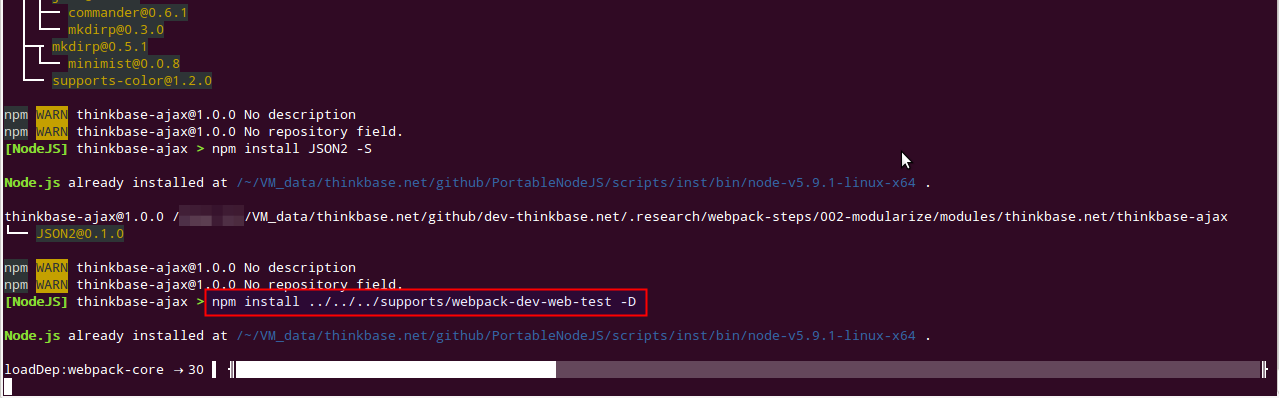 commander@0.6.1
mkdirp@0.3.0
mkdirp@0.5.1
minimist@0.0.8
supports-color@1.2.0
npm WARN thinkbase-ajax@1.0.0 No description
npm WARN thinkbase-ajax@1.0.0 No repository field.
[NodeJS] thinkbase-ajax > npm install JSON2 -S
Node.js already installed at /~/VM_data/thinkbase.net/github/PortableNodeJS/scripts/inst/bin/node-v5.9.1-linux-x64 .
thinkbase-ajax@1.0.0 / /VM_data/thinkbase.net/github/dev-thinkbase.net/.research/webpack-steps/002-modularize/modules/thinkbase.net/thinkbase-ajax
JSON2@0.1.0
npm WARN thinkbase-ajax@1.0.0 No description
npm WARN thinkbase-ajax@1.0.0 No repository field.
[NodeJS] thinkbase-ajax > npm install ../../../supports/webpack-dev-web-test -D
Node.js already installed at /~/VM_data/thinkbase.net/github/PortableNodeJS/scripts/inst/bin/node-v5.9.1-linux-x64 .
loadDep:webpack-core → 30